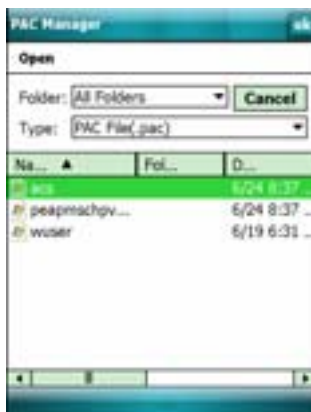 PAC Manager ok
Open
Folder: All Folders Cancel
Type: PAC File(.pac)
Na... Fol... D...
acs 6/24 8:37 ...
peapmschpv... 6/24 8:37 ...
wuser 6/19 6:31 ...